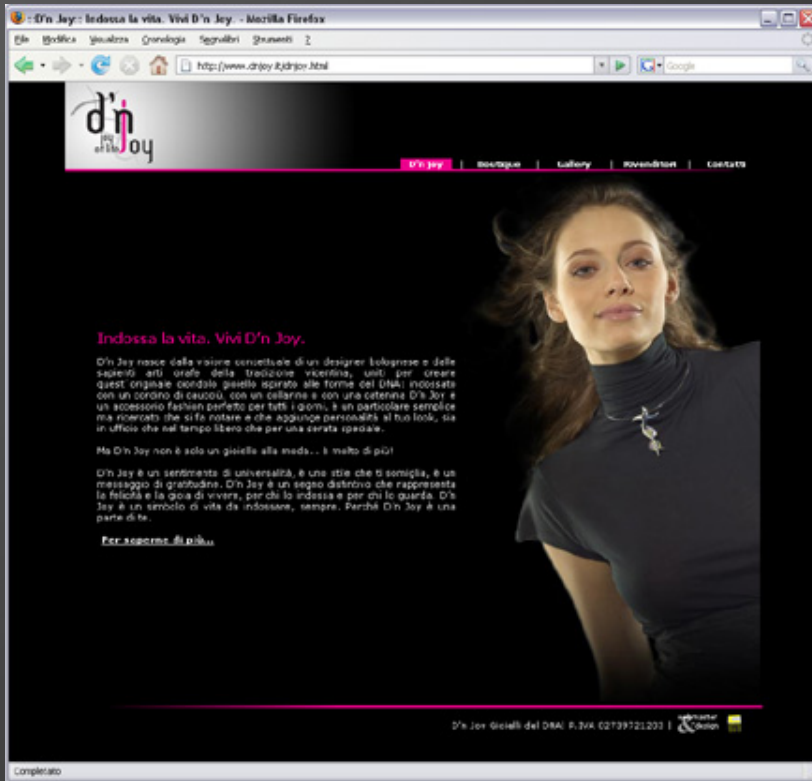 ::D'n Joy:: Indossa la vita. Vivi D'n Joy. - Mozilla Firefox
File Modifica Visualizza Cronologia Segnalibri Strumenti ?
http://www.dnjoy.it/dnjoy.html
Google
d'n
joy
of life
Joy
D'n Joy | Boutique | Gallery | Rivenditori | Contatti
Indossa la vita. Vivi D'n Joy.
D'n Joy nasce dalla visione concettuale di un designer bolognese e dalle
sapienti arti orafe della tradizione vicentina, uniti per creare
quest'originale ciondolo gioiello ispirato alle forme del DNA: indossato
con un cordino di caucciù, con un collarino o con una catenina D'n Joy è
un accessorio fashion perfetto per tutti i giorni, è un particolare semplice
ma ricercato che si fa notare e che aggiunge personalità al tuo look, sia
in ufficio che nel tempo libero che per una serata speciale.
Ma D'n Joy non è solo un gioiello alla moda... è molto di più!
D'n Joy è un sentimento di universalità, è uno stile che ti somiglia, è un
messaggio di gratitudine. D'n Joy è un segno distintivo che rappresenta
la felicità e la gioia di vivere, per chi lo indossa e per chi lo guarda. D'n
Joy è un simbolo di vita da indossare, sempre. Perché D'n Joy è una
parte di te.
Per saperne di più...
D'n Joy Gioielli del DNA| P.IVA 02739721203 |
webmaster
& design
Completato